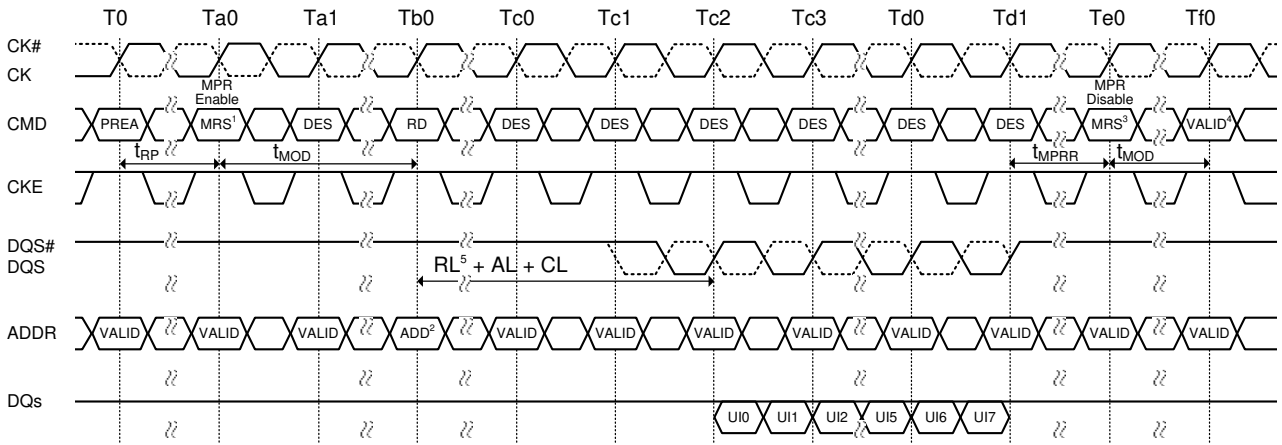 T0 Ta0 Ta1 Tb0 Tc0 Tc1 Tc2 Tc3 Td0 Td1 Te0 Tf0
CK#
CK
MPR Enable
MPR Disable
CMD PREA MRS¹ DES RD DES DES DES DES DES DES MRS³ VALID⁴
tRP tMOD tMPRR tMOD
CKE
DQS#
DQS
RL⁵ + AL + CL
ADDR VALID VALID VALID ADD² VALID VALID VALID VALID VALID VALID VALID VALID
DQs
UI0 UI1 UI2 UI5 UI6 UI7